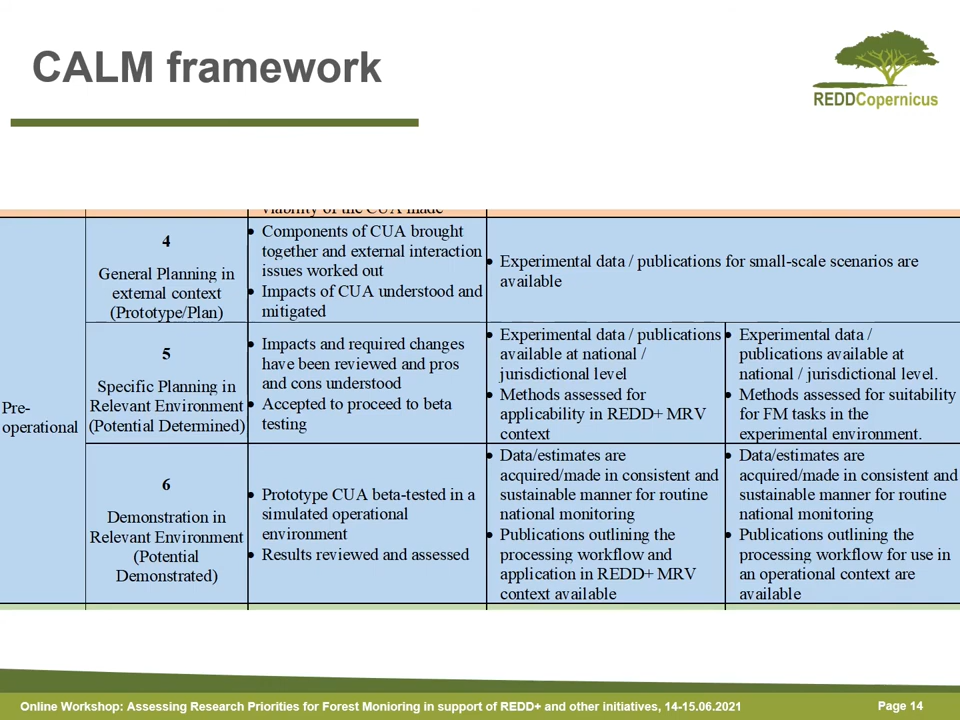 CALM framework
REDDCopernicus
viability of the CUA made
Pre-
operational
4
General Planning in
external context
(Prototype/Plan)
• Components of CUA brought
together and external interaction
issues worked out
• Impacts of CUA understood and
mitigated
• Experimental data / publications for small-scale scenarios are
available
5
Specific Planning in
Relevant Environment
(Potential Determined)
• Impacts and required changes
have been reviewed and pros
and cons understood
• Accepted to proceed to beta
testing
• Experimental data / publications
available at national /
jurisdictional level
• Methods assessed for
applicability in REDD+ MRV
context
• Experimental data /
publications available at
national / jurisdictional level.
• Methods assessed for suitability
for FM tasks in the
experimental environment.
6
Demonstration in
Relevant Environment
(Potential
Demonstrated)
• Prototype CUA beta-tested in a
simulated operational
environment
• Results reviewed and assessed
• Data/estimates are
acquired/made in consistent and
sustainable manner for routine
national monitoring
• Publications outlining the
processing workflow and
application in REDD+ MRV
context available
• Data/estimates are
acquired/made in consistent and
sustainable manner for routine
national monitoring
• Publications outlining the
processing workflow for use in
an operational context are
available
Online Workshop: Assessing Research Priorities for Forest Monioring in support of REDD+ and other initiatives, 14-15.06.2021
Page 14